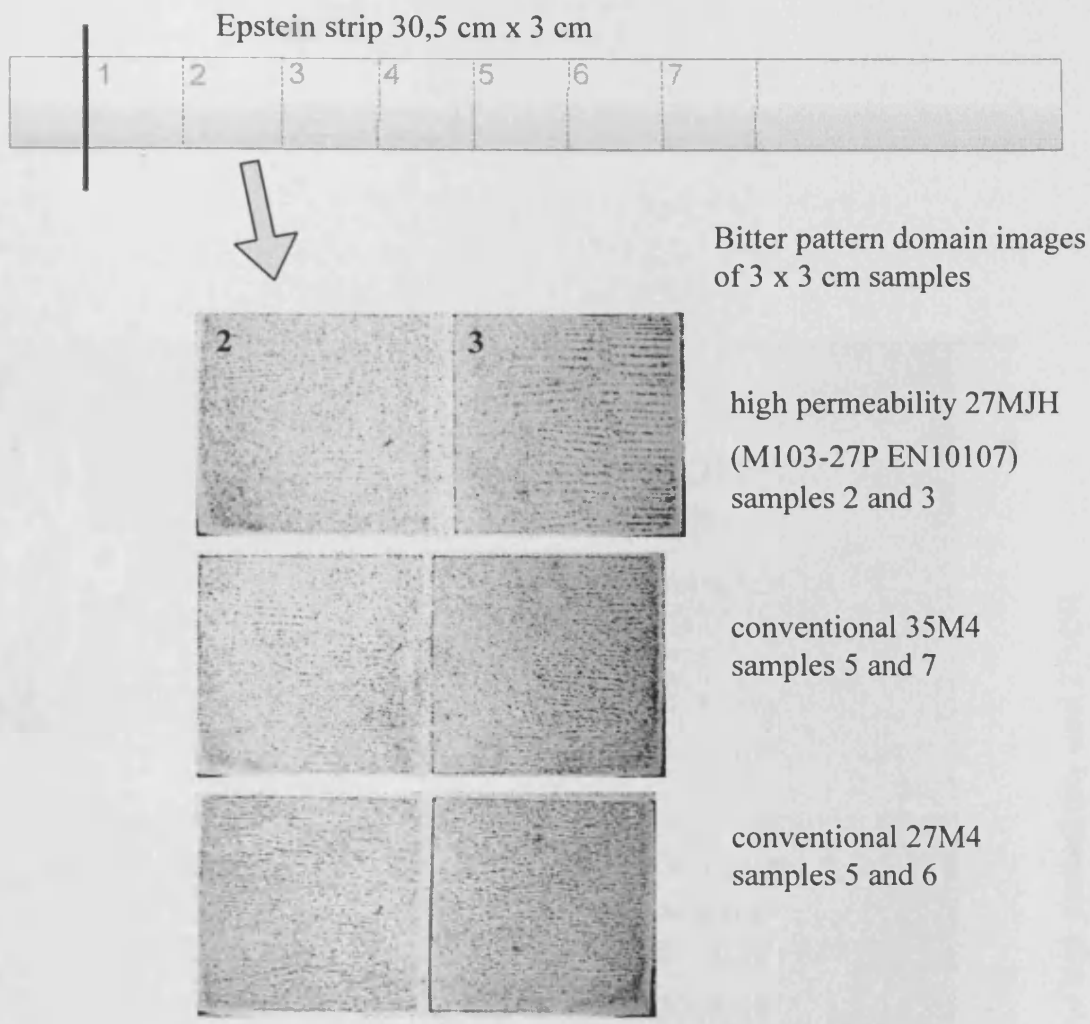 Epstein strip 30,5 cm x 3 cm
1 2 3 4 5 6 7
Bitter pattern domain images
of 3 x 3 cm samples
2 3
high permeability 27MJH
(M103-27P EN10107)
samples 2 and 3
conventional 35M4
samples 5 and 7
conventional 27M4
samples 5 and 6